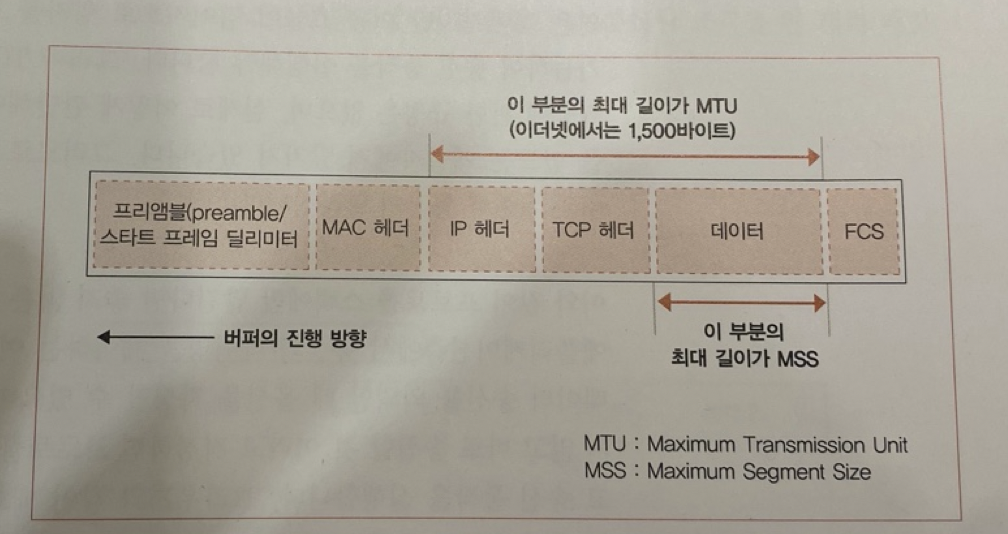 이 부분의 최대 길이가 MTU
(이더넷에서는 1,500바이트)
프리앰블(preamble/
스타트 프레임 딜리미터
MAC 헤더
IP 헤더
TCP 헤더
데이터
FCS
버퍼의 진행 방향
이 부분의
최대 길이가 MSS
MTU : Maximum Transmission Unit
MSS : Maximum Segment Size